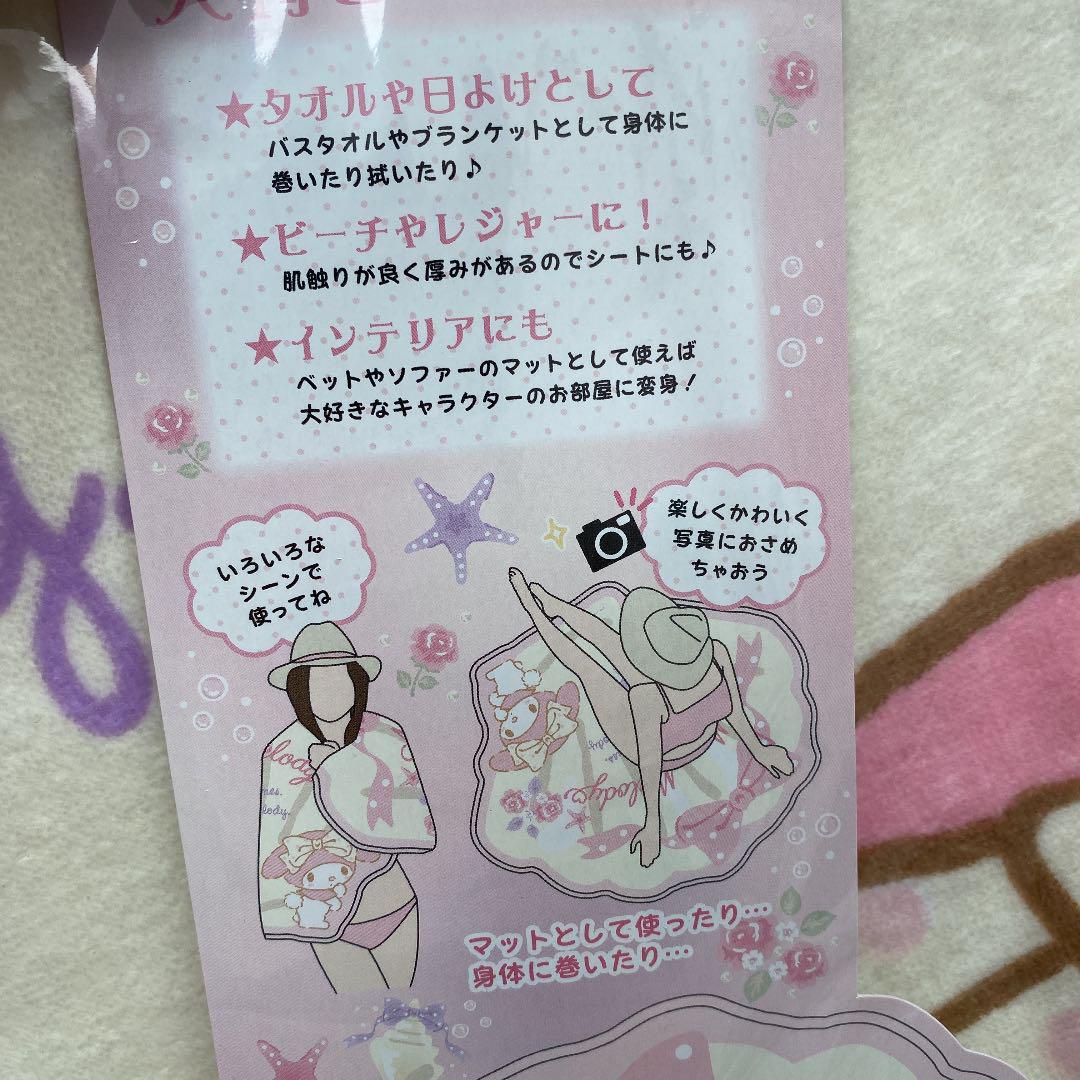 ★タオルや日よけとして
バスタオルやブランケットとして身体に
巻いたり拭いたり♪
★ビーチやレジャーに！
肌触りが良く厚みがあるのでシートにも♪
★インテリアにも
ベットやソファーのマットとして使えば
大好きなキャラクターのお部屋に変身！
いろいろな
シーンで
使ってね
楽しくかわいく
写真におさめ
ちゃおう
elody
mes.
lody.
Melody
マットとして使ったり…
身体に巻いたり…